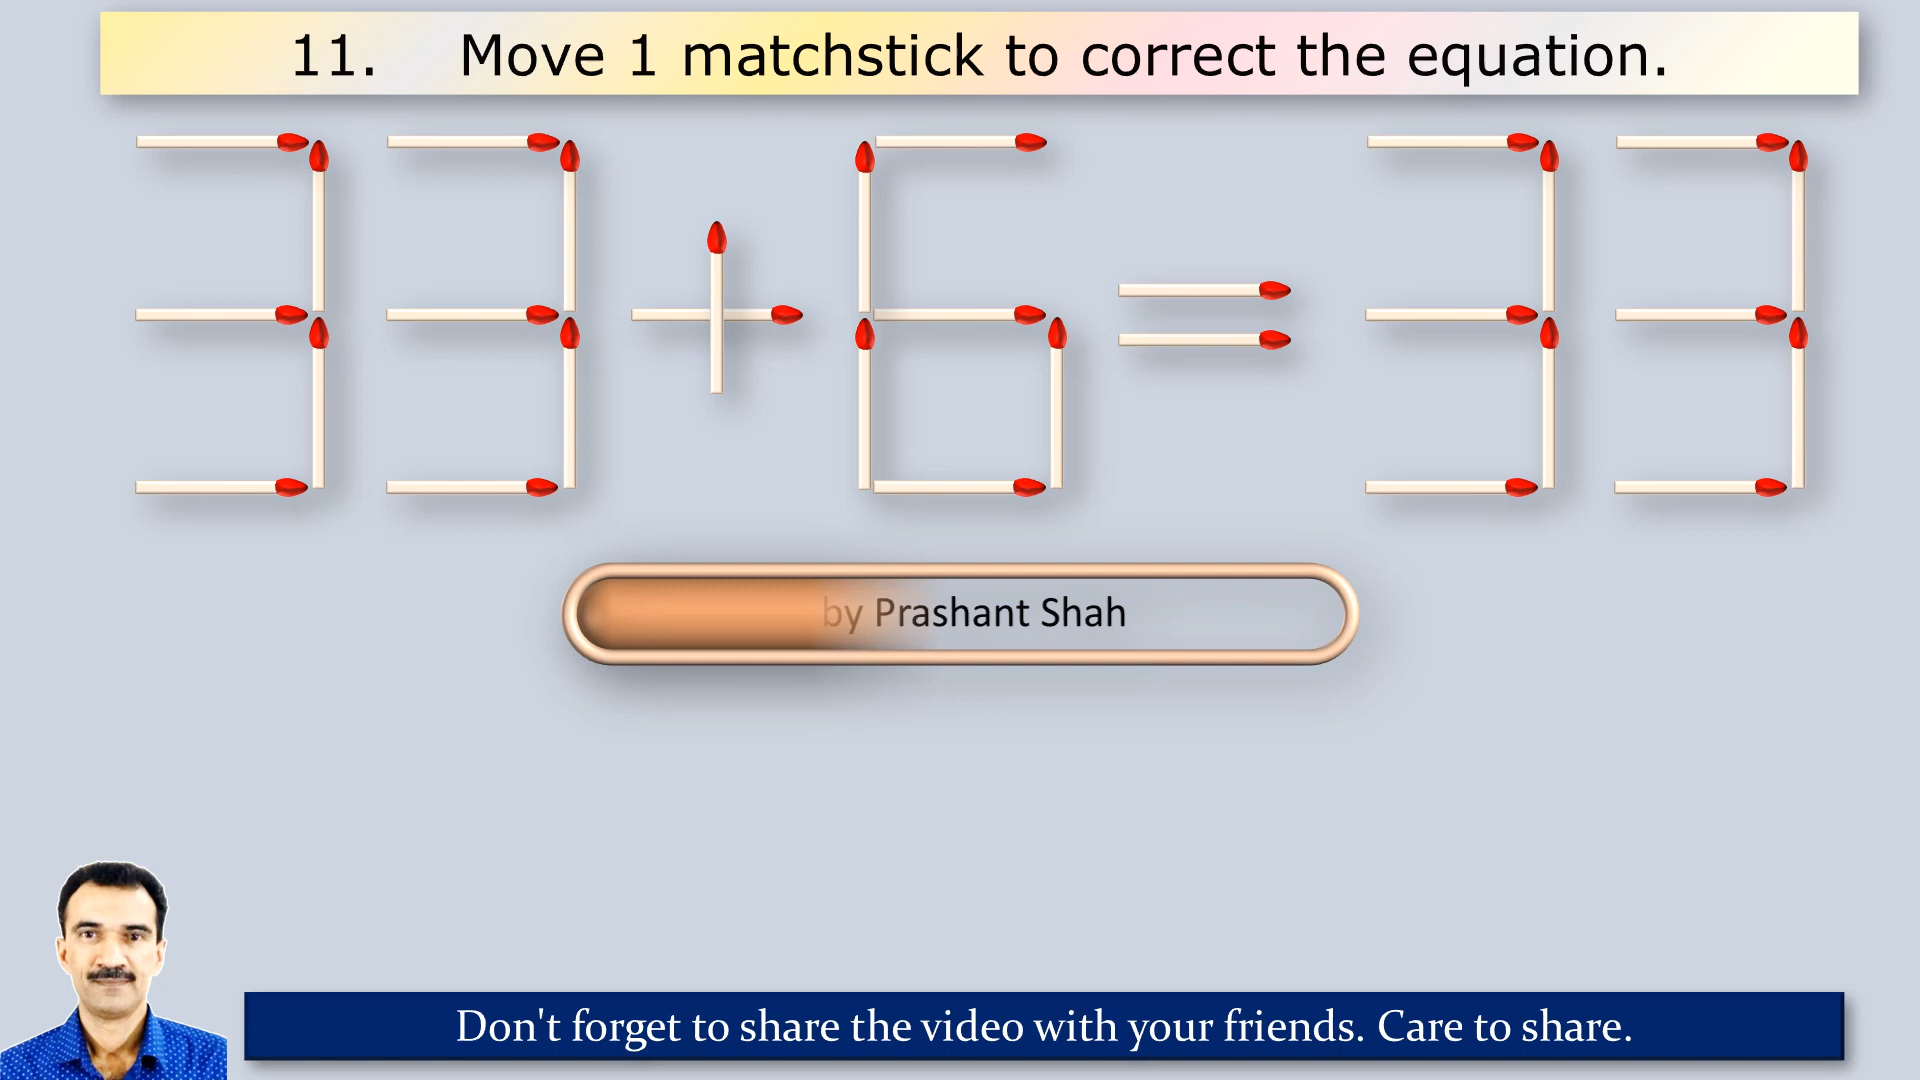 11. Move 1 matchstick to correct the equation.
33+6=33
by Prashant Shah
Don't forget to share the video with your friends. Care to share.